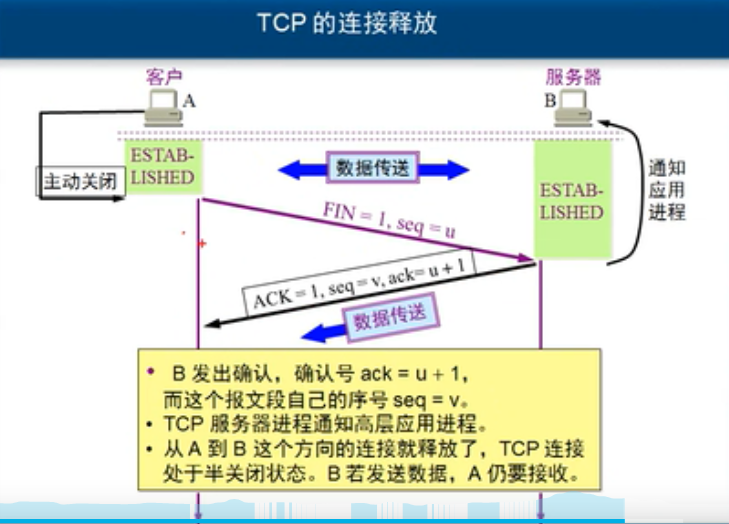 TCP 的连接释放
客户
服务器
A
B
ESTAB-
LISHED
主动关闭
数据传送
ESTAB-
LISHED
通知
应用
进程
FIN = 1, seq = u
ACK = 1, seq = v, ack= u + 1
数据传送
• B 发出确认，确认号 ack = u + 1，
而这个报文段自己的序号 seq = v。
• TCP 服务器进程通知高层应用进程。
• 从 A 到 B 这个方向的连接就释放了，TCP 连接
处于半关闭状态。B 若发送数据，A 仍要接收。